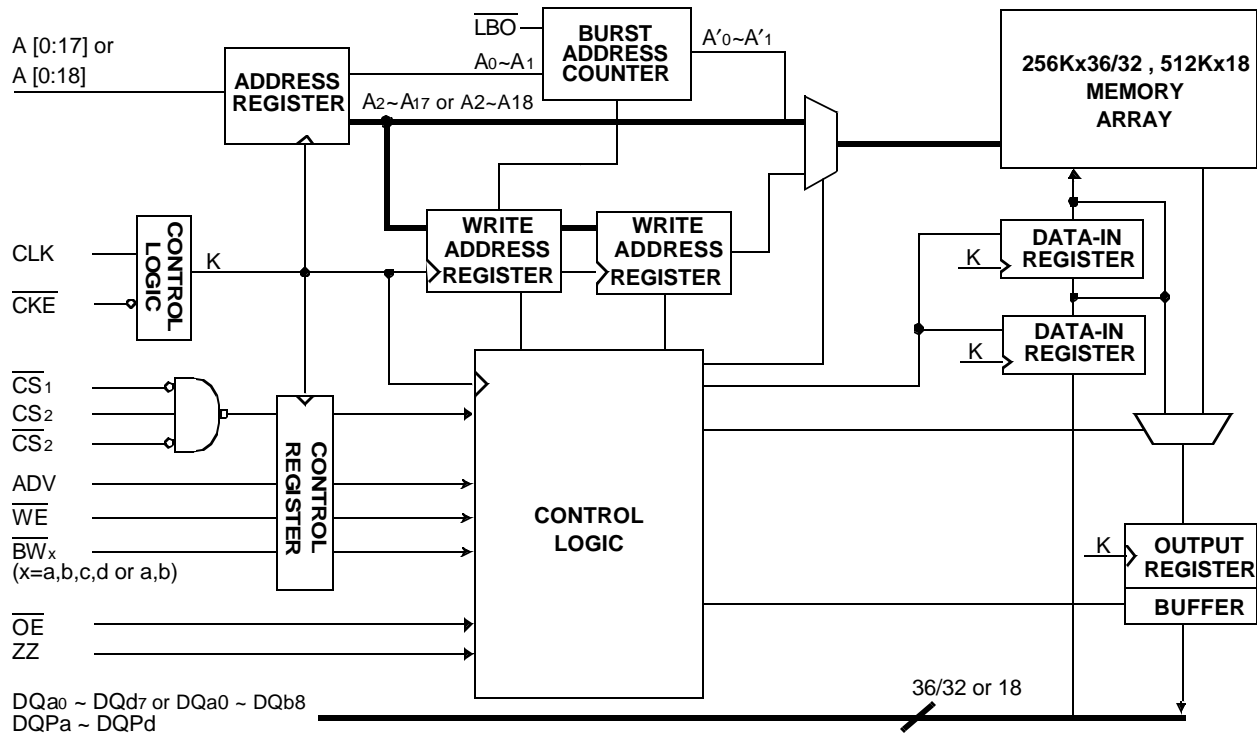 A [0:17] or
A [0:18]
ADDRESS
REGISTER
LBO
A0~A1
BURST
ADDRESS
COUNTER
A′0~A′1
A2~A17 or A2~A18
256Kx36/32 , 512Kx18
MEMORY
ARRAY
WRITE
ADDRESS
REGISTER
WRITE
ADDRESS
REGISTER
DATA-IN
REGISTER
K
DATA-IN
REGISTER
K
CLK
CKE
CONTROL
LOGIC
K
CS1
CS2
CS2
ADV
WE
BWx
(x=a,b,c,d or a,b)
CONTROL
REGISTER
CONTROL
LOGIC
K
OUTPUT
REGISTER
BUFFER
OE
ZZ
DQa0 ~ DQd7 or DQa0 ~ DQb8
DQPa ~ DQPd
36/32 or 18